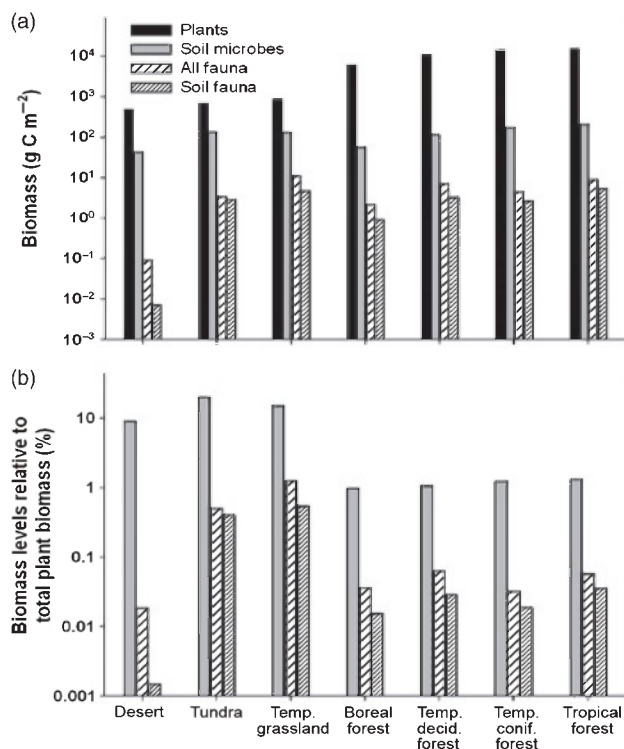 (a)
Plants
Soil microbes
All fauna
Soil fauna
Biomass (g C m⁻²)
10⁴
10³
10²
10¹
10⁰
10⁻¹
10⁻²
10⁻³
(b)
Biomass levels relative to
total plant biomass (%)
10
1
0.1
0.01
0.001
Desert
Tundra
Temp.
grassland
Boreal
forest
Temp.
decid.
forest
Temp.
conif.
forest
Tropical
forest